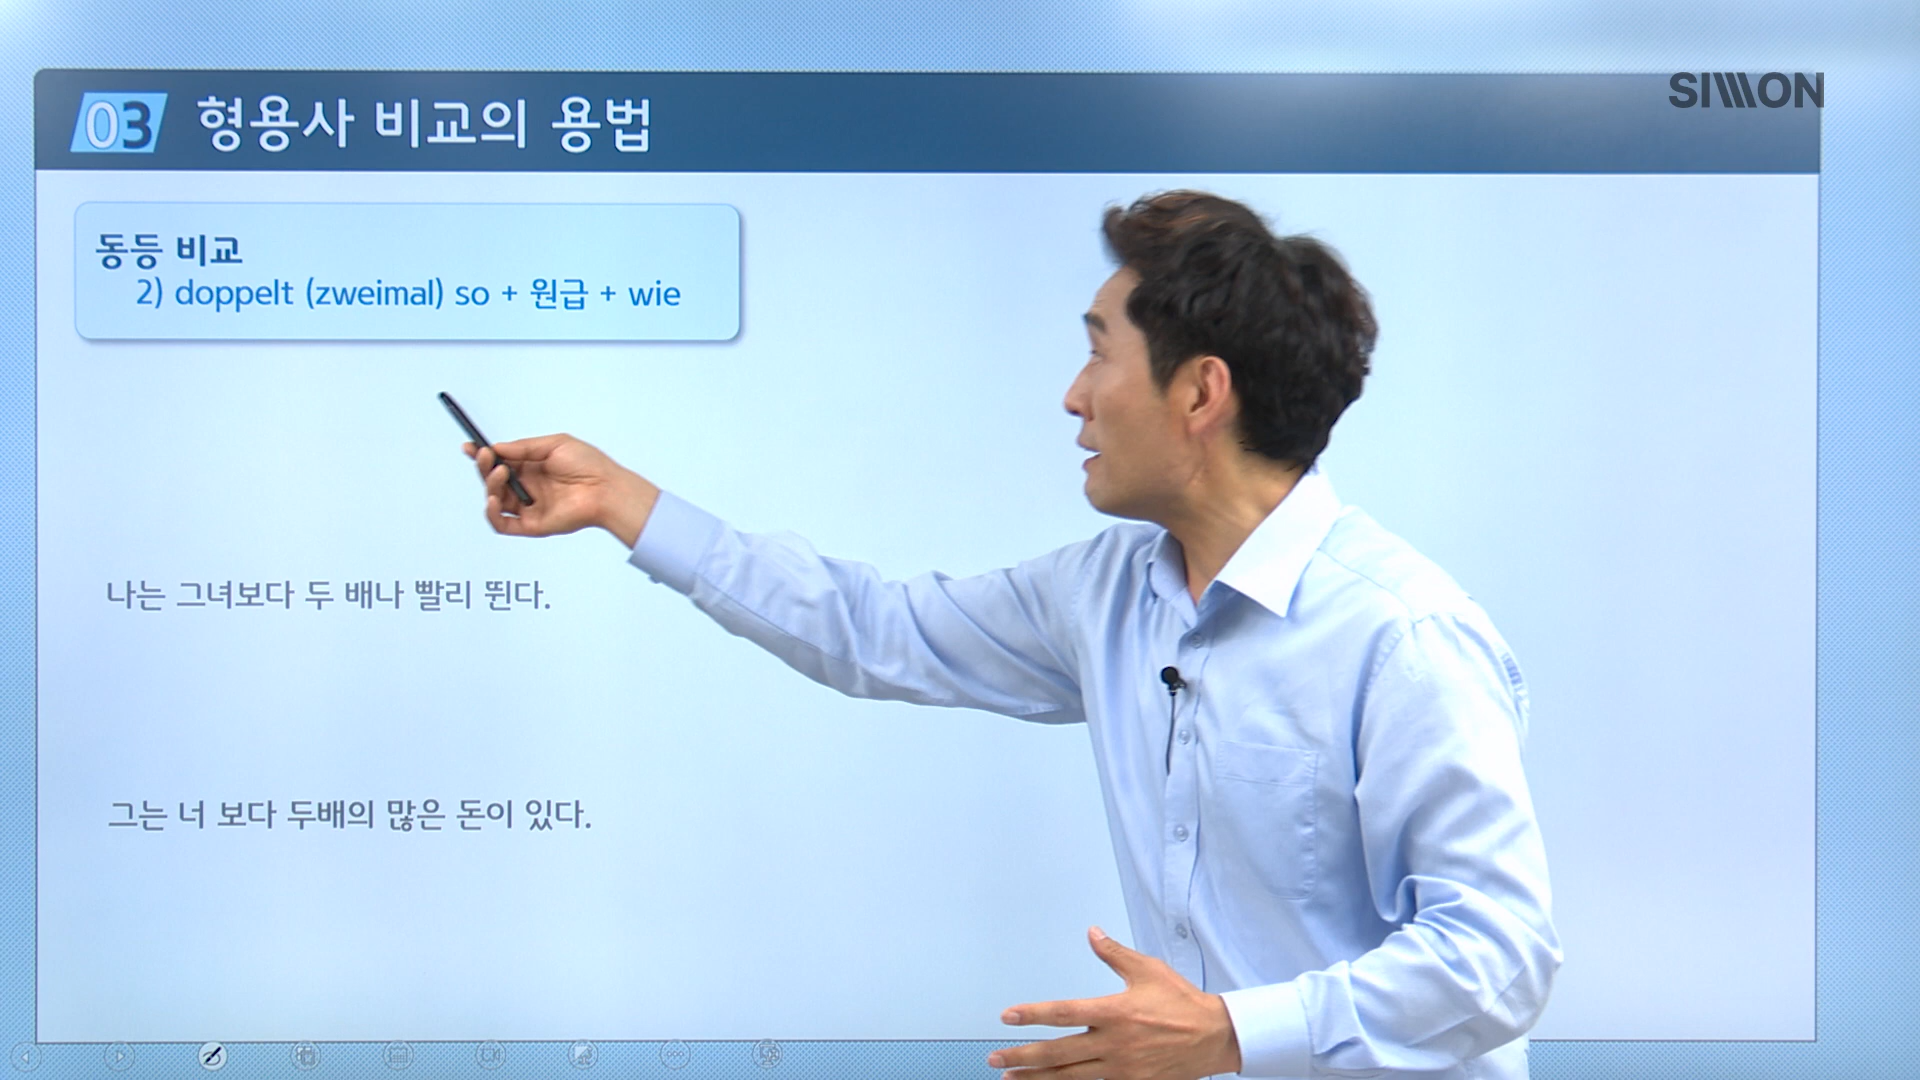 SIWON
03 형용사 비교의 용법
동등 비교
2) doppelt (zweimal) so + 원급 + wie
나는 그녀보다 두 배나 빨리 뛴다.
그는 너 보다 두배의 많은 돈이 있다.